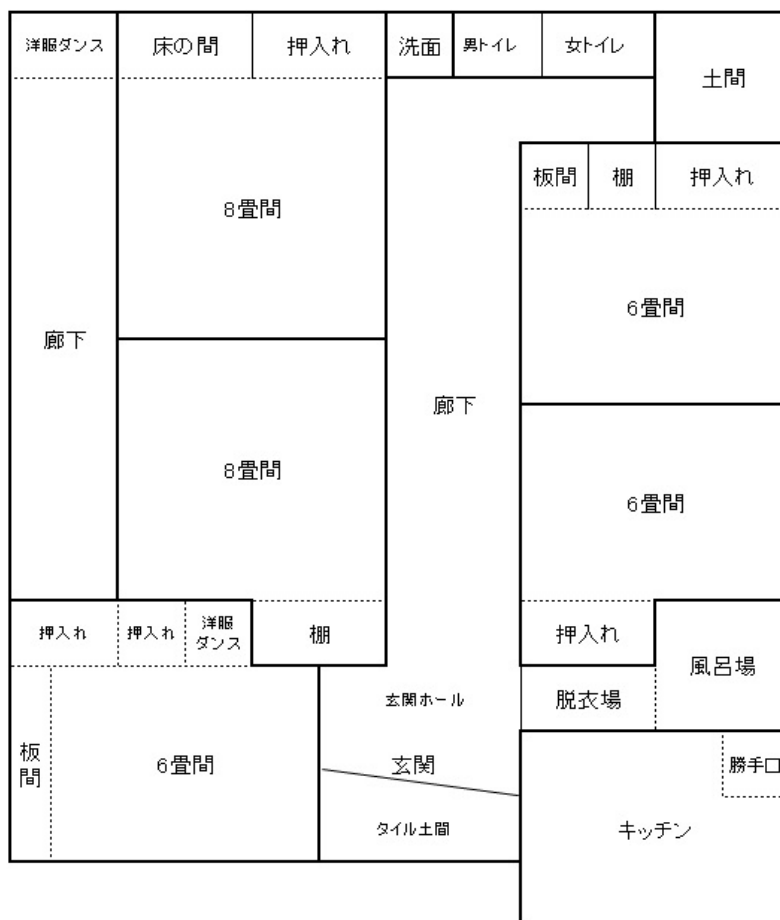 洋服ダンス
床の間
押入れ
洗面
男トイレ
女トイレ
土間
板間
棚
押入れ
8畳間
6畳間
廊下
廊下
8畳間
6畳間
押入れ
押入れ
洋服
ダンス
棚
押入れ
風呂場
玄関ホール
脱衣場
板
間
6畳間
玄関
勝手口
タイル土間
キッチン